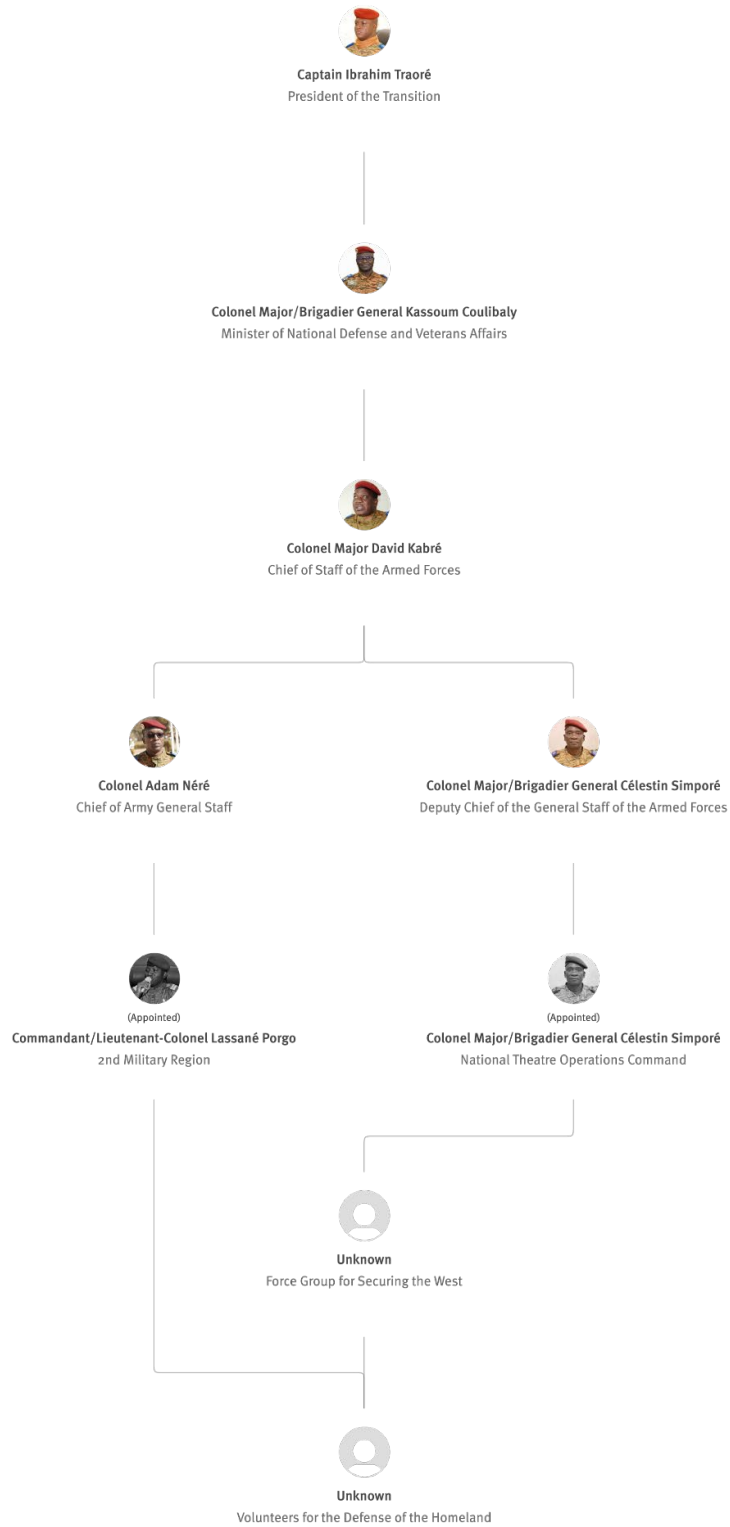 Captain Ibrahim Traoré
President of the Transition
Colonel Major/Brigadier General Kassoum Coulibaly
Minister of National Defense and Veterans Affairs
Colonel Major David Kabré
Chief of Staff of the Armed Forces
Colonel Adam Néré
Chief of Army General Staff
Colonel Major/Brigadier General Célestin Simporé
Deputy Chief of the General Staff of the Armed Forces
(Appointed)
Commandant/Lieutenant-Colonel Lassané Porgo
2nd Military Region
(Appointed)
Colonel Major/Brigadier General Célestin Simporé
National Theatre Operations Command
Unknown
Force Group for Securing the West
Unknown
Volunteers for the Defense of the Homeland